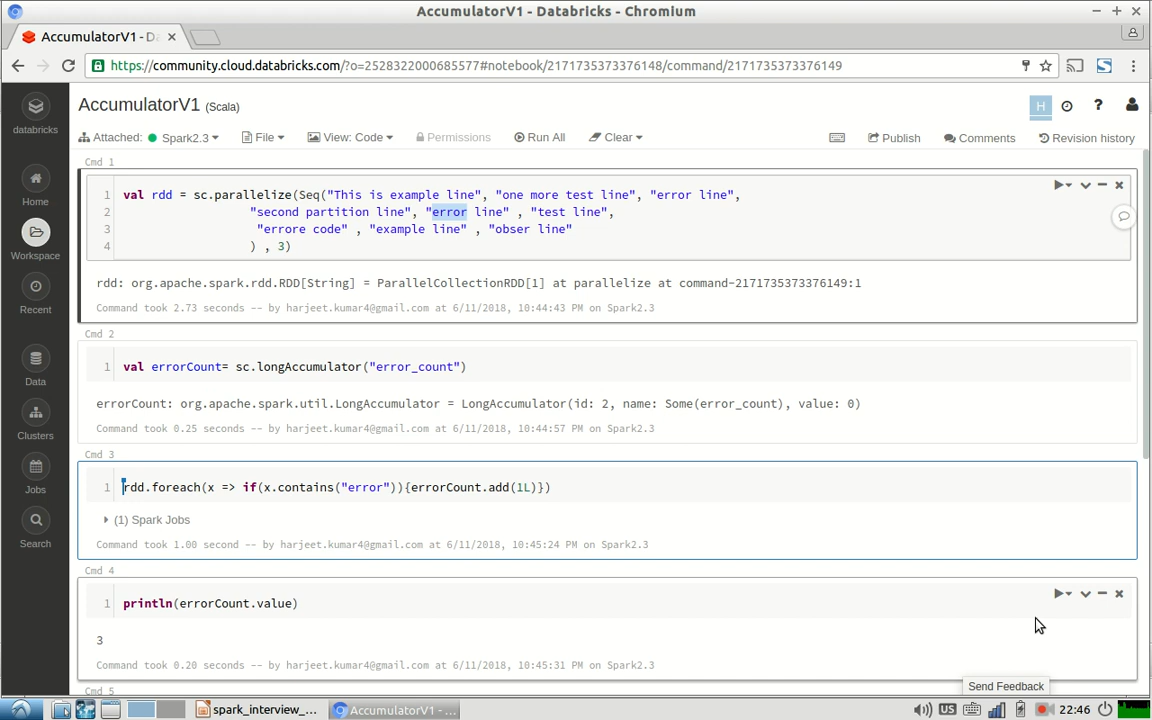 AccumulatorV1 - Databricks - Chromium
AccumulatorV1 - Da
https://community.cloud.databricks.com/?o=2528322000685577#notebook/2171735373376148/command/2171735373376149
databricks
Home
Workspace
Recent
Data
Clusters
Jobs
Search
AccumulatorV1 (Scala)
H
?
Attached: Spark2.3 File View: Code Permissions Run All Clear Publish Comments Revision history
Cmd 1
1 val rdd = sc.parallelize(Seq("This is example line", "one more test line", "error line",
2 "second partition line", "error line" , "test line",
3 "errore code" , "example line" , "obser line"
4 ) , 3)
rdd: org.apache.spark.rdd.RDD[String] = ParallelCollectionRDD[1] at parallelize at command-2171735373376149:1
Command took 2.73 seconds -- by harjeet.kumar4@gmail.com at 6/11/2018, 10:44:43 PM on Spark2.3
Cmd 2
1 val errorCount= sc.longAccumulator("error_count")
errorCount: org.apache.spark.util.LongAccumulator = LongAccumulator(id: 2, name: Some(error_count), value: 0)
Command took 0.25 seconds -- by harjeet.kumar4@gmail.com at 6/11/2018, 10:44:57 PM on Spark2.3
Cmd 3
1 rdd.foreach(x => if(x.contains("error")){errorCount.add(1L)})
(1) Spark Jobs
Command took 1.00 second -- by harjeet.kumar4@gmail.com at 6/11/2018, 10:45:24 PM on Spark2.3
Cmd 4
1 println(errorCount.value)
3
Command took 0.20 seconds -- by harjeet.kumar4@gmail.com at 6/11/2018, 10:45:31 PM on Spark2.3
Cmd 5
Send Feedback
spark_interview_... AccumulatorV1 - ... US 22:46